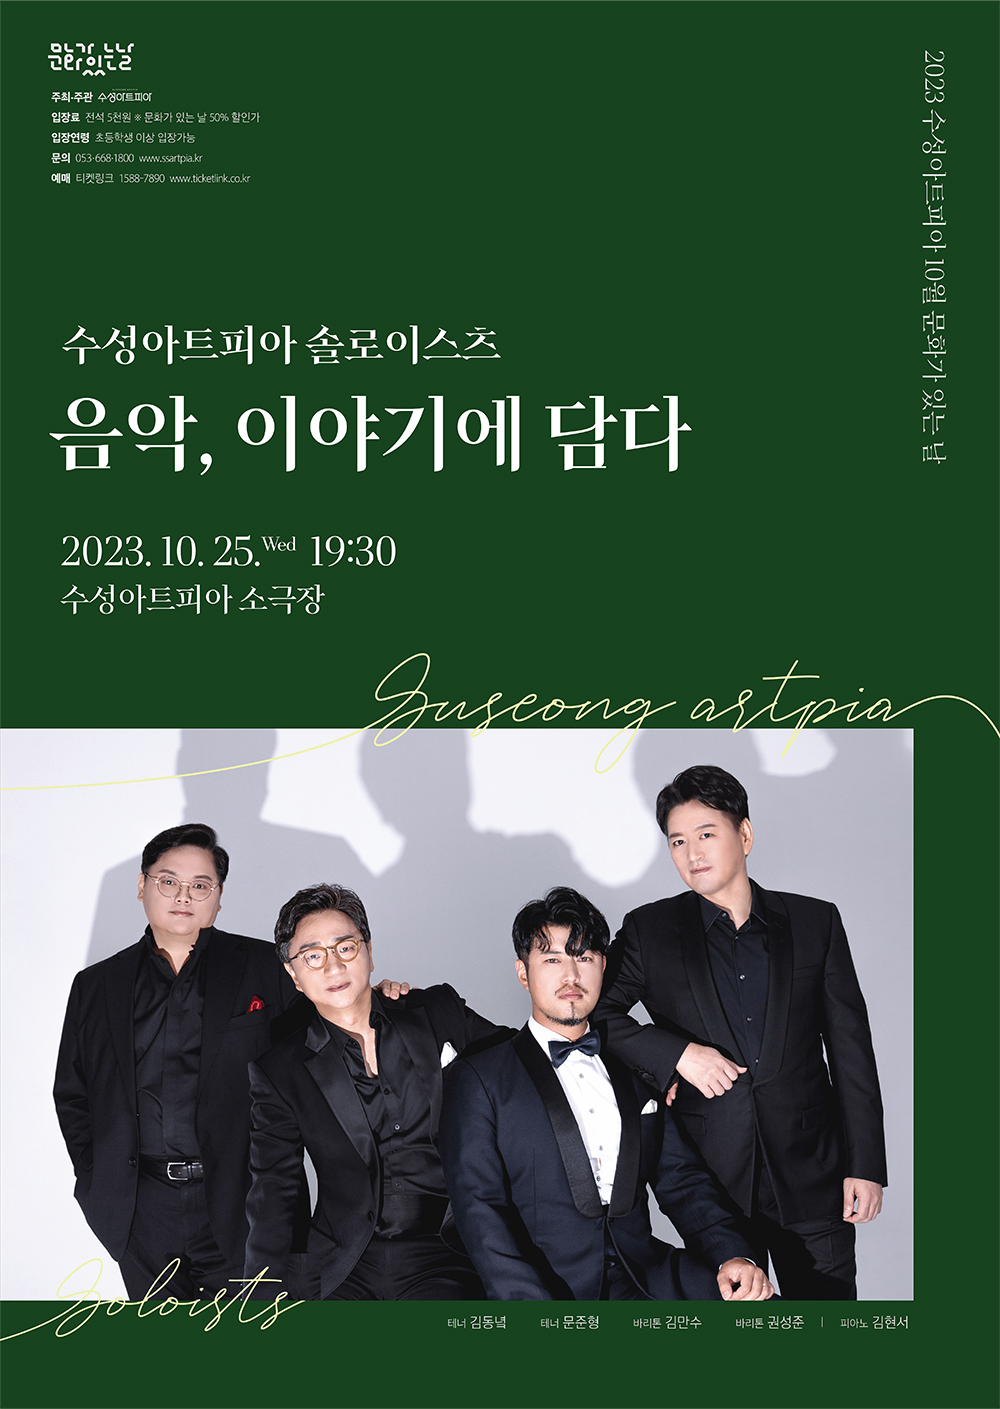 문화가 있는 날
주최·주관 수성아트피아
입장료 전석 5천원 ※ 문화가 있는 날 50% 할인가
입장연령 초등학생 이상 입장가능
문의 053·668·1800 www.ssartpia.kr
예매 티켓링크 1588-7890 www.ticketlink.co.kr
2023 수성아트피아 10월 문화가 있는 날
수성아트피아 솔로이스츠
음악, 이야기에 담다
2023. 10. 25. Wed 19:30
수성아트피아 소극장
Suseong artpia
Soloists
테너 김동녘 테너 문준형 바리톤 김만수 바리톤 권성준 | 피아노 김현서